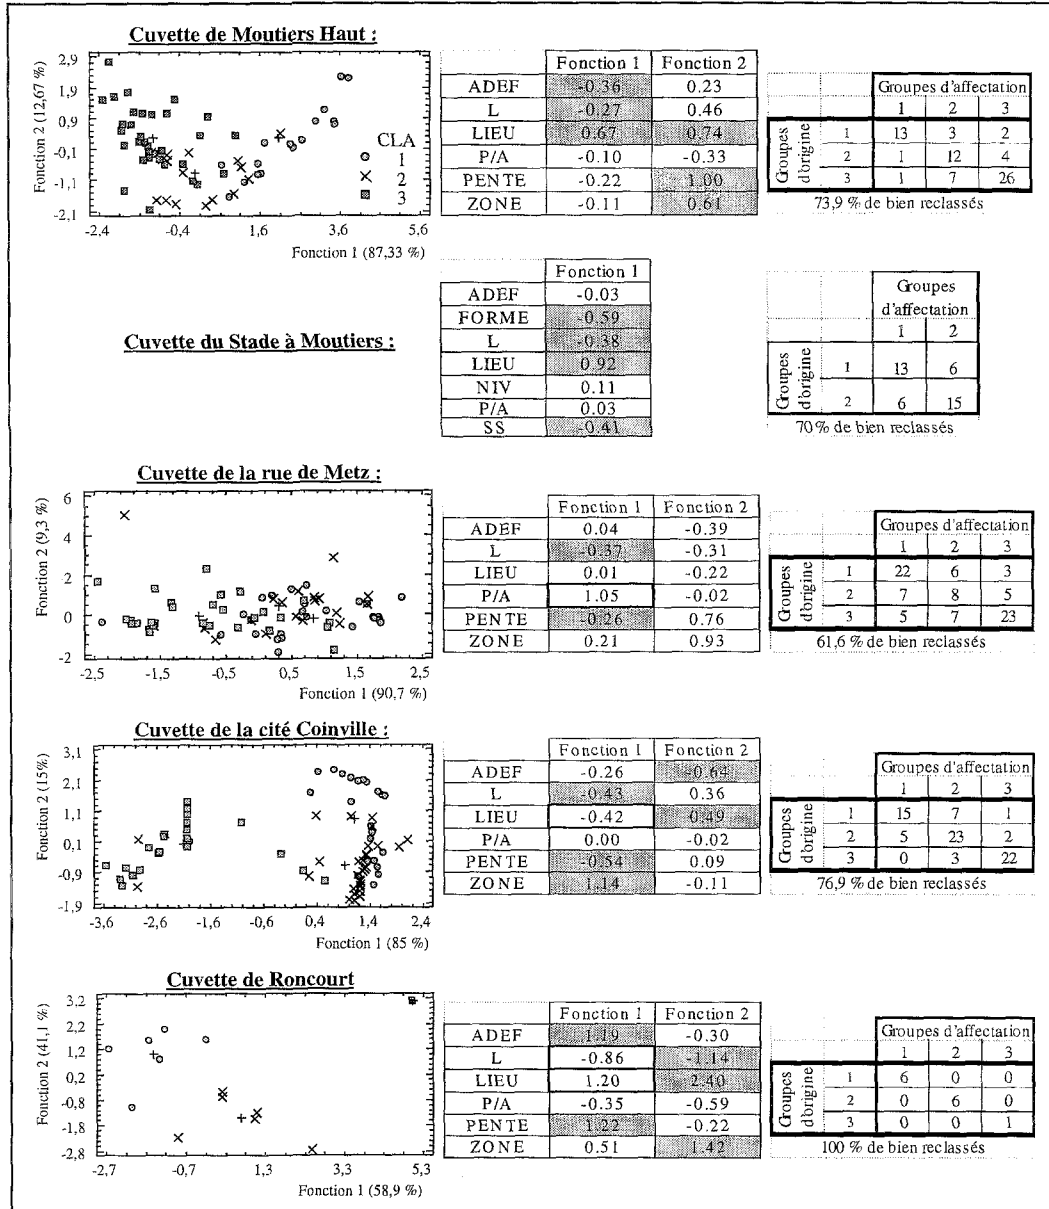 Cuvette de Moutiers Haut :
Fonction 2 (12,67 %)
2,9
1,9
0,9
-0,1
-1,1
-2,1
-2,4 -0,4 1,6 3,6 5,6
Fonction 1 (87,33 %)
CLA
1
2
3
Fonction 1 Fonction 2
ADEF -0.36 0.23
L -0.27 0.46
LIEU 0.67 0.74
P/A -0.10 -0.33
PENTE -0.22 1.00
ZONE -0.11 0.61
Groupes d'affectation
1 2 3
Groupes d'origine
1 13 3 2
2 1 12 4
3 1 7 26
73,9 % de bien reclassés
Cuvette du Stade à Moutiers :
Fonction 1
ADEF -0.03
FORME -0.59
L -0.38
LIEU 0.92
NIV 0.11
P/A 0.03
SS -0.41
Groupes
d'affectation
1 2
Groupes d'origine
1 13 6
2 6 15
70 % de bien reclassés
Cuvette de la rue de Metz :
Fonction 2 (9,3 %)
6
4
2
0
-2
-2,5 -1,5 -0,5 0,5 1,5 2,5
Fonction 1 (90,7 %)
Fonction 1 Fonction 2
ADEF 0.04 -0.39
L -0.37 -0.31
LIEU 0.01 -0.22
P/A 1.05 -0.02
PENTE -0.26 0.76
ZONE 0.21 0.93
Groupes d'affectation
1 2 3
Groupes d'origine
1 22 6 3
2 7 8 5
3 5 7 23
61,6 % de bien reclassés
Cuvette de la cité Coinville :
Fonction 2 (15%)
3,1
2,1
1,1
0,1
-0,9
-1,9
-3,6 -2,6 -1,6 -0,6 0,4 1,4 2,4
Fonction 1 (85 %)
Fonction 1 Fonction 2
ADEF -0.26 -0.64
L -0.43 0.36
LIEU -0.42 0.49
P/A 0.00 -0.02
PENTE -0.54 0.09
ZONE 1.14 -0.11
Groupes d'affectation
1 2 3
Groupes d'origine
1 15 7 1
2 5 23 2
3 0 3 22
76,9 % de bien reclassés
Cuvette de Roncourt
Fonction 2 (41,1 %)
3,2
2,2
1,2
0,2
-0,8
-1,8
-2,8
-2,7 -0,7 1,3 3,3 5,3
Fonction 1 (58,9 %)
Fonction 1 Fonction 2
ADEF 1.19 -0.30
L -0.86 -1.14
LIEU 1.20 2.40
P/A -0.35 -0.59
PENTE 1.22 -0.22
ZONE 0.51 1.42
Groupes d'affectation
1 2 3
Groupes d'origine
1 6 0 0
2 0 6 0
3 0 0 1
100 % de bien reclassés